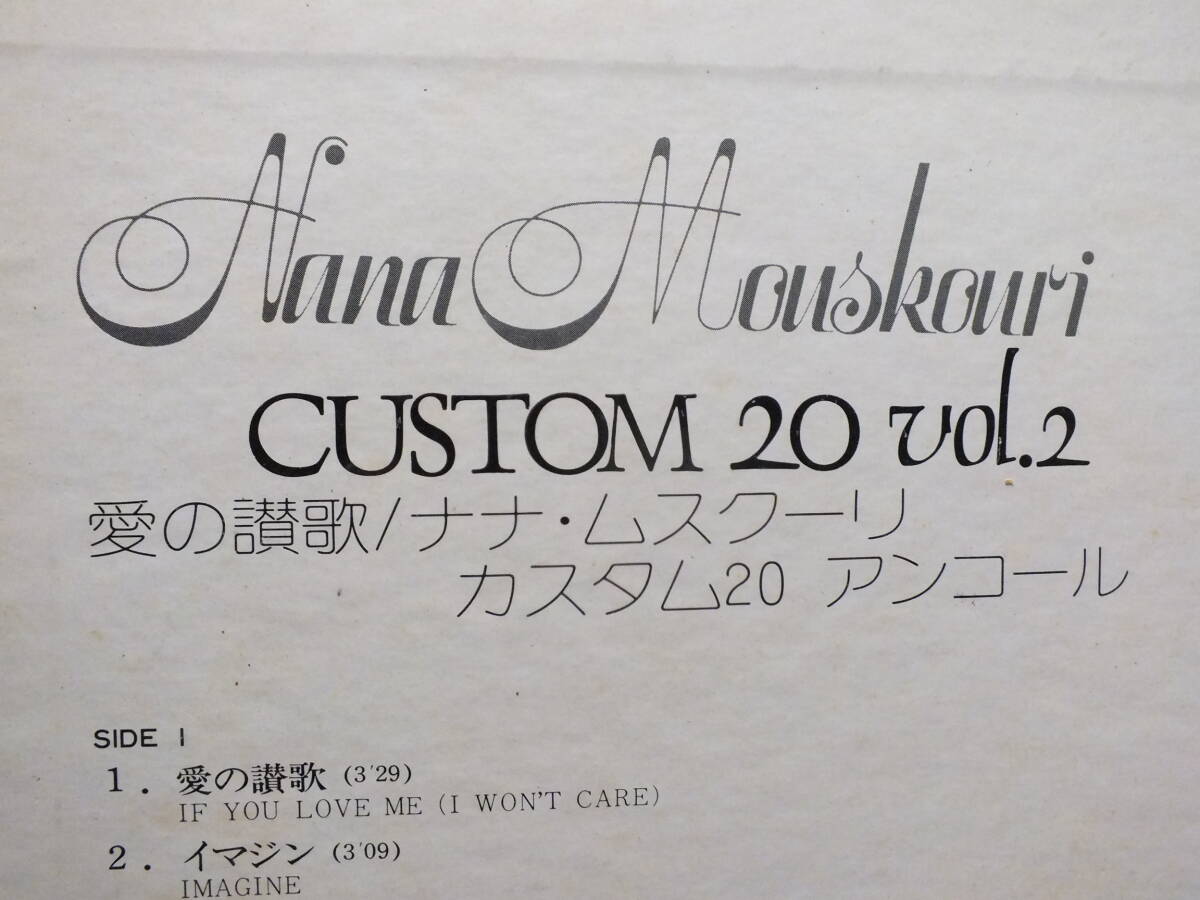 Nana Mouskouri
CUSTOM 20 vol.2
愛の讃歌/ナナ・ムスクーリ
カスタム20 アンコール
SIDE 1
1. 愛の讃歌 (3'29)
IF YOU LOVE ME (I WON'T CARE)
2. イマジン (3'09)
IMAGINE